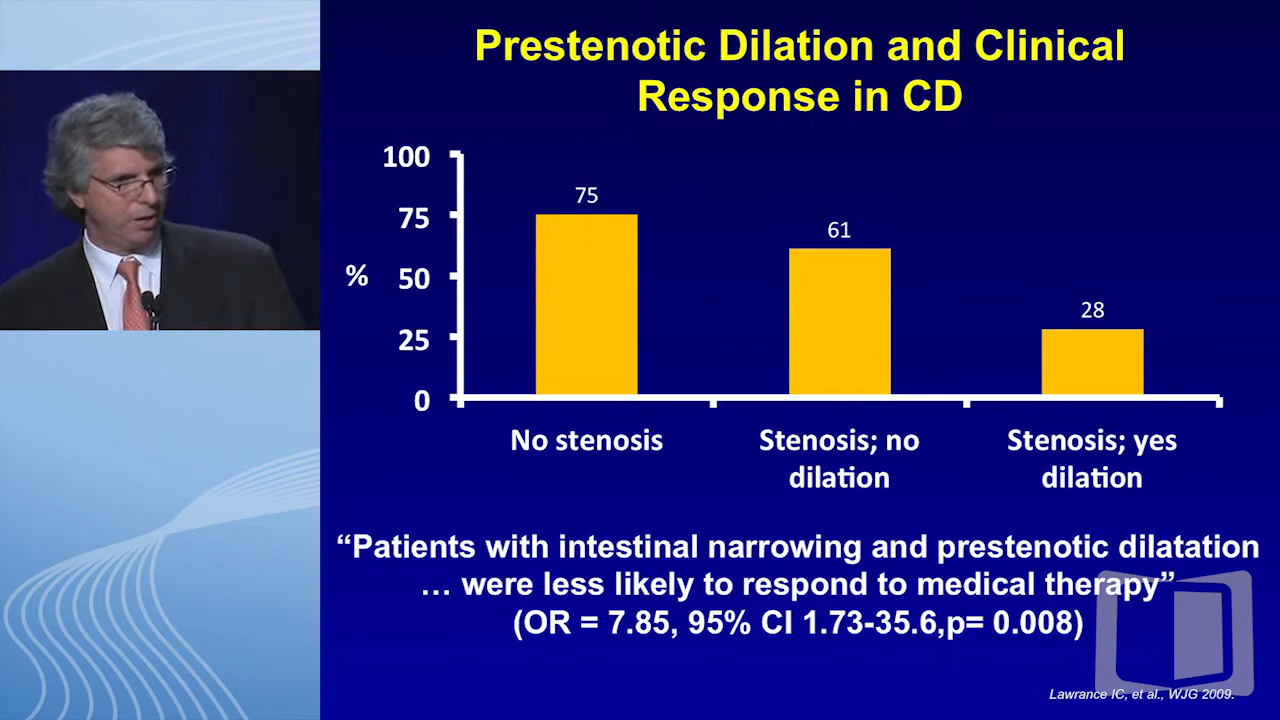 Prestenotic Dilation and Clinical
Response in CD
100
75
50
25
0
%
75
61
28
No stenosis
Stenosis; no
dilation
Stenosis; yes
dilation
“Patients with intestinal narrowing and prestenotic dilatation
… were less likely to respond to medical therapy”
(OR = 7.85, 95% CI 1.73-35.6,p= 0.008)
Lawrance IC, et al., WJG 2009.